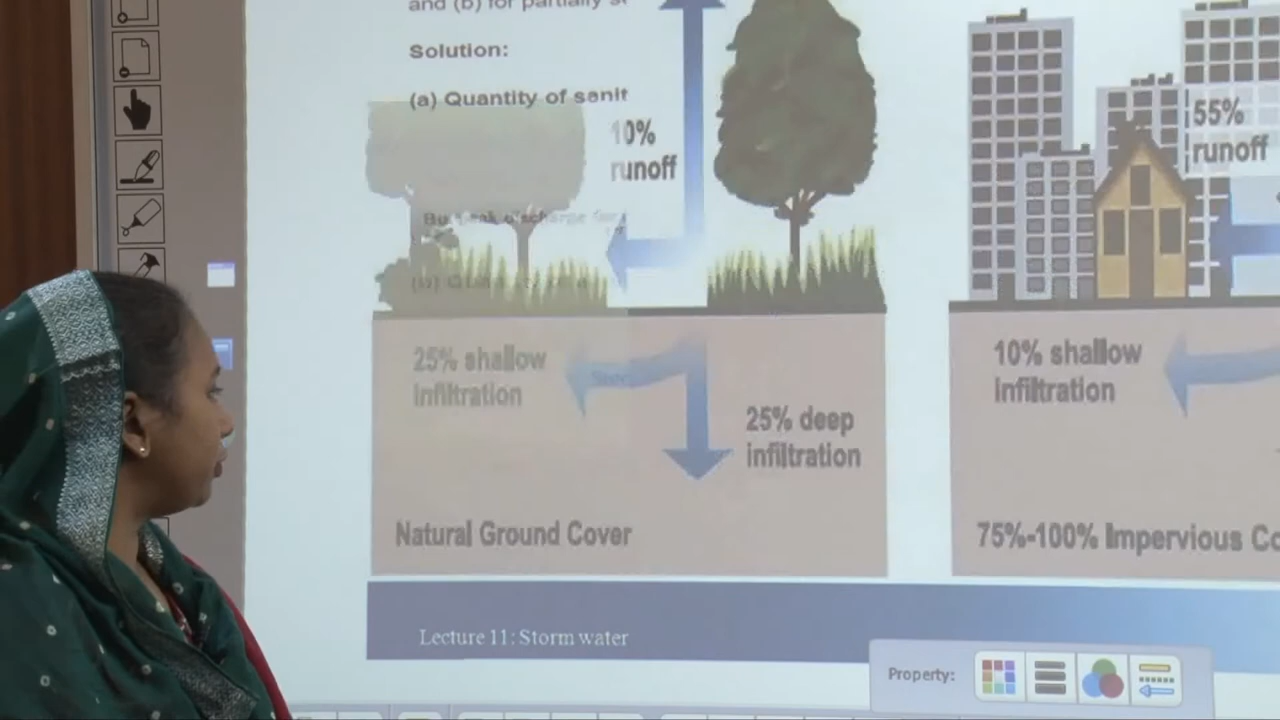 and (b) for partially
Solution:
(a) Quantity of sanit
10%
runoff
55%
runoff
25% shallow
infiltration
25% deep
infiltration
Natural Ground Cover
10% shallow
infiltration
75%-100% Impervious Co
Lecture 11: Storm water
Property: